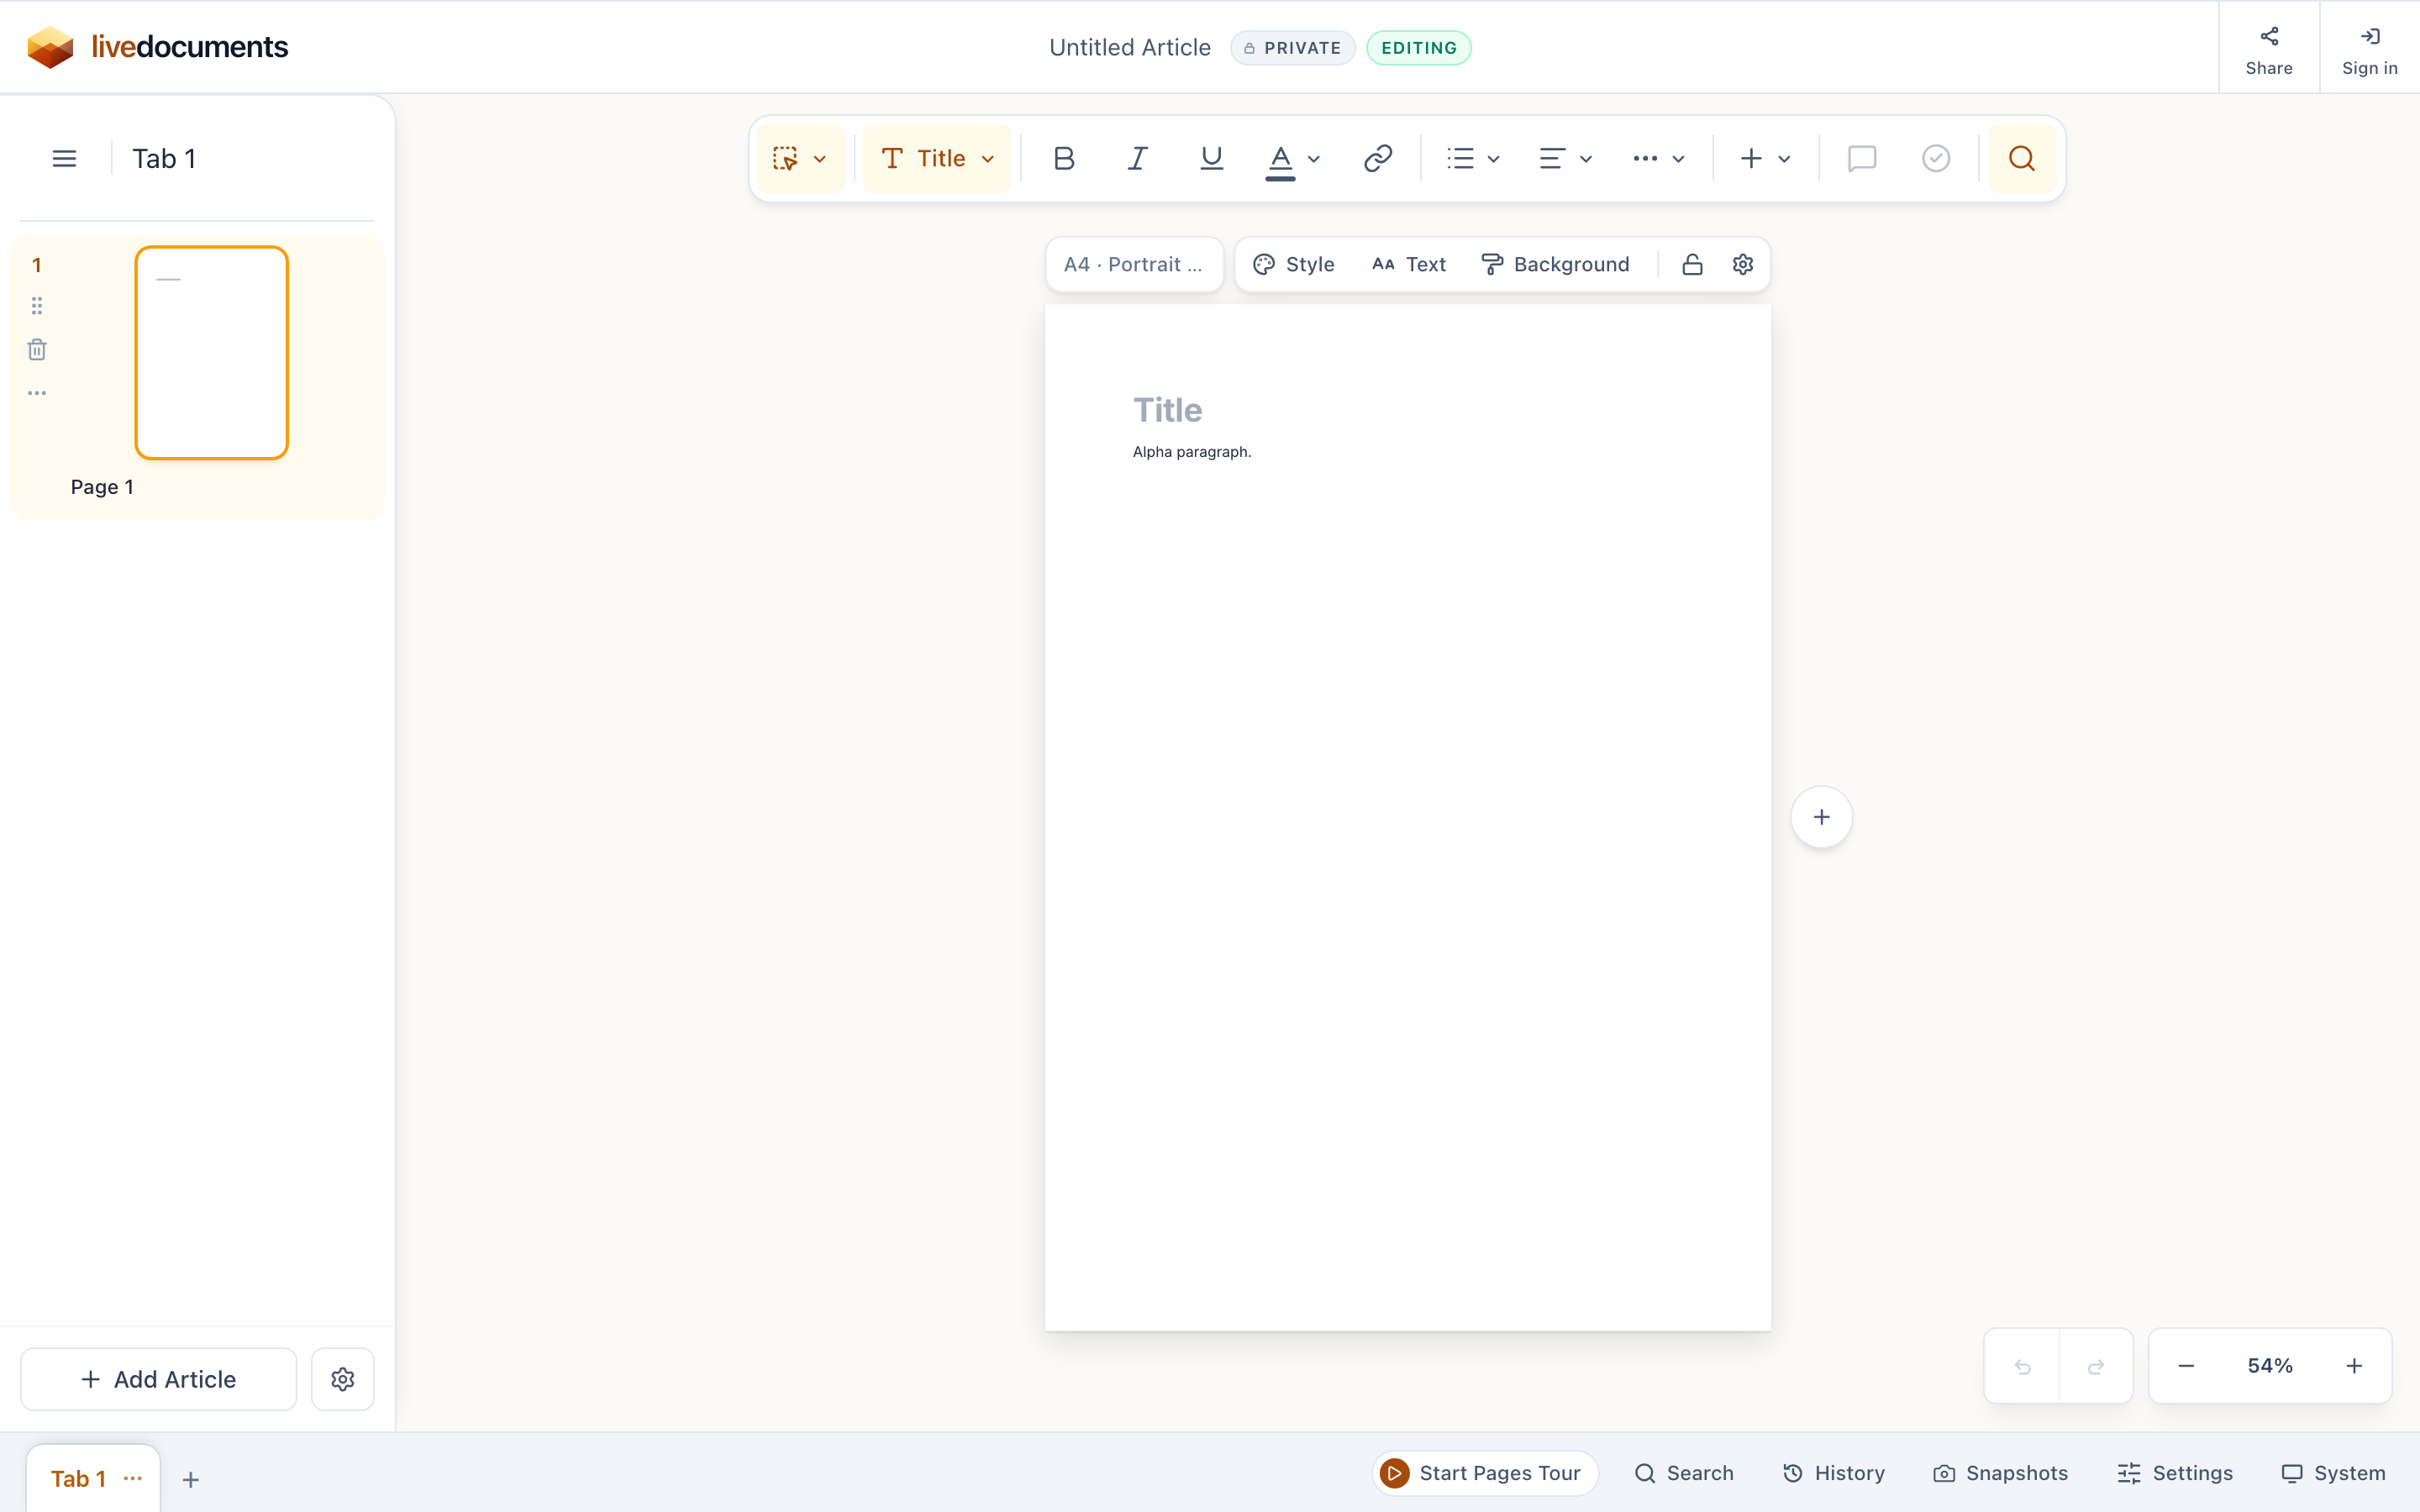 livedocuments
Untitled Article PRIVATE EDITING
Share
Sign in
Tab 1
Title
1
Page 1
A4 · Portrait ...
Style
Text
Background
Title
Alpha paragraph.
Add Article
54%
Tab 1
Start Pages Tour
Search
History
Snapshots
Settings
System